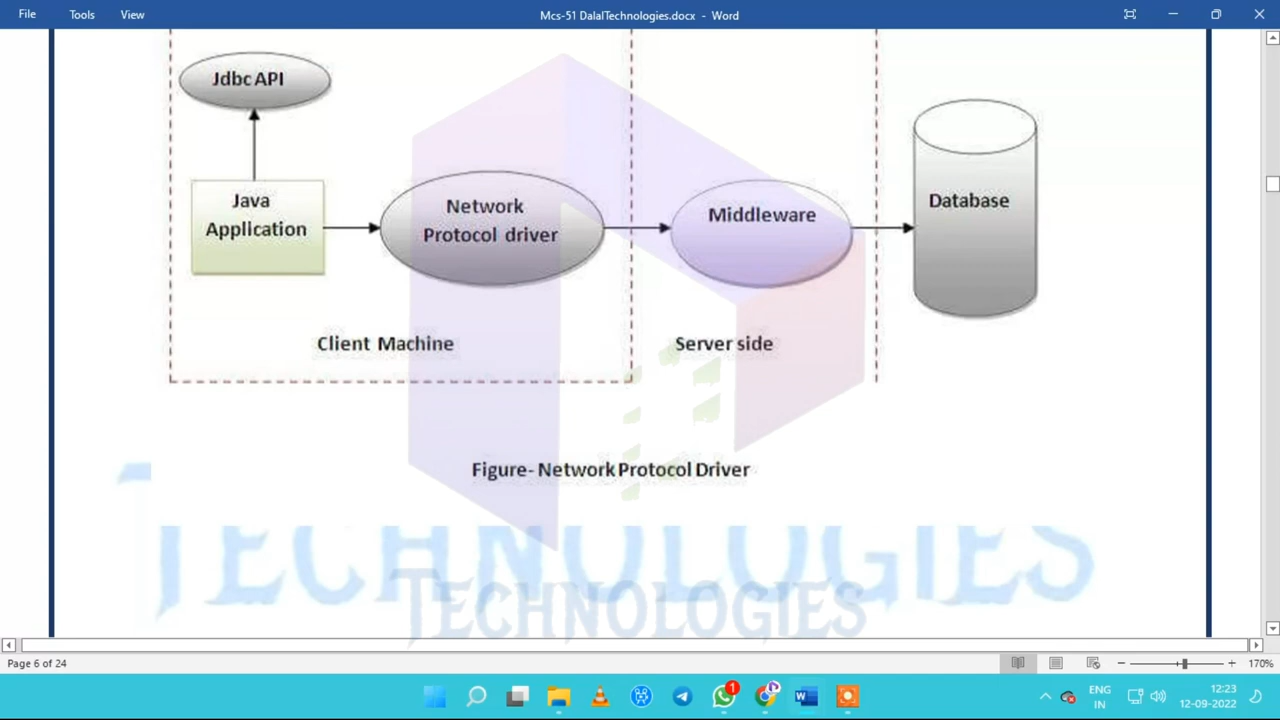 File Tools View Mcs-51 DalalTechnologies.docx - Word
Jdbc API
Java
Application
Network
Protocol driver
Middleware
Database
Client Machine
Server side
Figure- Network Protocol Driver
TECHNOLOGIES
TECHNOLOGIES
Page 6 of 24
170%
1
ENG
IN
12:23
12-09-2022